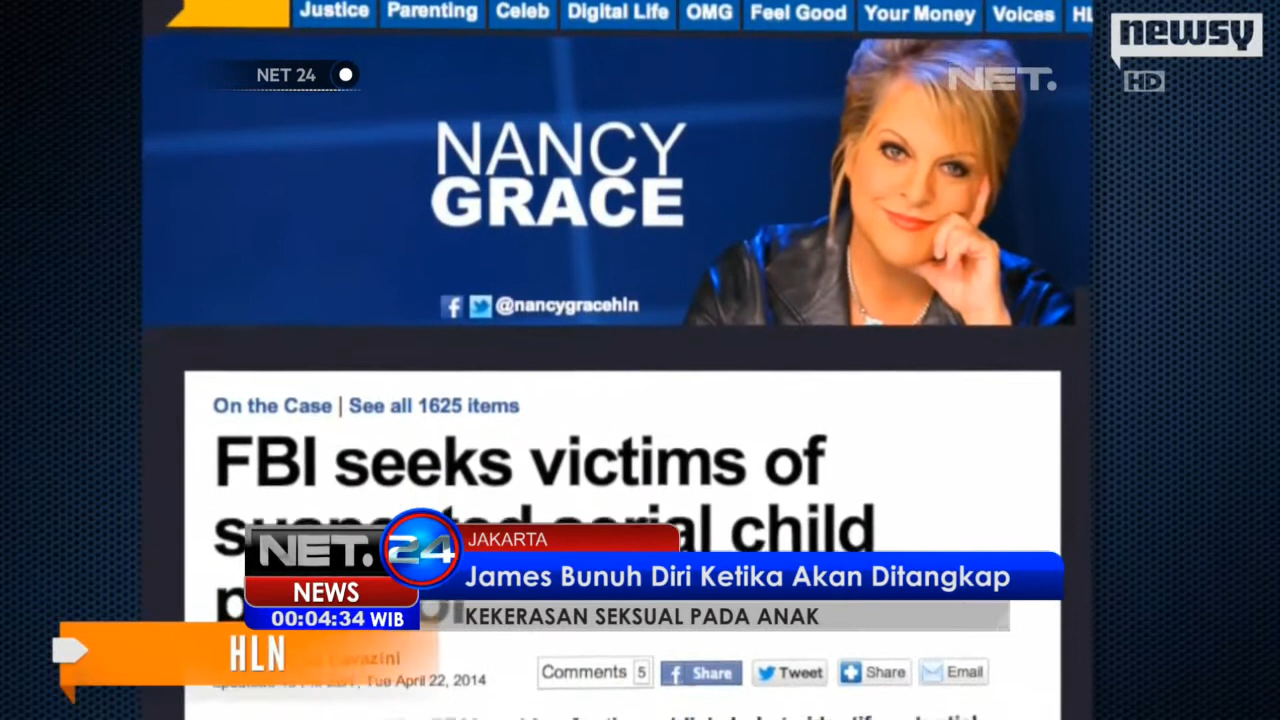 Justice Parenting Celeb Digital Life OMG Feel Good Your Money Voices
newsy
HD
NET 24
NET.
NANCY
GRACE
@nancygracehln
On the Case | See all 1625 items
FBI seeks victims of
serial child
NET. 24
JAKARTA
James Bunuh Diri Ketika Akan Ditangkap
NEWS
KEKERASAN SEKSUAL PADA ANAK
00:04:34 WIB
HLN
Tue April 22, 2014
Comments 5
Share
Tweet
Share
Email